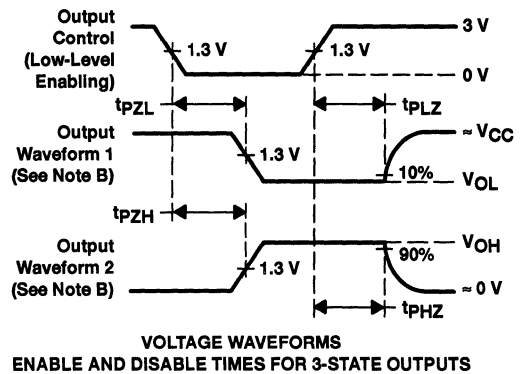 Output
Control
(Low-Level
Enabling)
1.3 V
1.3 V
3 V
0 V
tPZL
tPLZ
Output
Waveform 1
(See Note B)
1.3 V
10%
≈ VCC
VOL
tPZH
Output
Waveform 2
(See Note B)
1.3 V
90%
VOH
≈ 0 V
tPHZ
VOLTAGE WAVEFORMS
ENABLE AND DISABLE TIMES FOR 3-STATE OUTPUTS